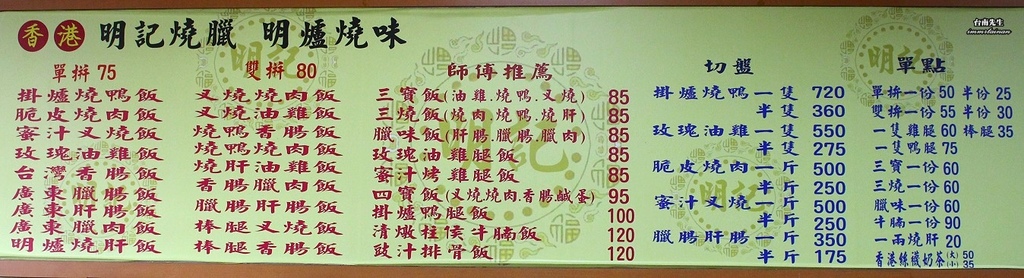 香港 明記燒臘 明爐燒味
台南先生
單拼 75
掛爐燒鴨飯
脆皮燒肉飯
蜜汁叉燒飯
玫瑰油雞飯
台灣香腸飯
廣東臘腸飯
廣東肝腸飯
廣東臘肉飯
明爐燒肝飯
雙拼 80
叉燒燒肉飯
叉燒油雞飯
燒鴨香腸飯
燒鴨燒肉飯
燒肝油雞飯
香腸臘肉飯
臘腸肝腸飯
棒腿叉燒飯
棒腿香腸飯
師傅推薦
三寶飯(油雞.燒鴨.叉燒) 85
三燒飯(燒肉.燒鴨.燒肝) 85
臘味飯(肝腸.臘腸.臘肉) 85
玫瑰油雞腿飯 85
蜜汁烤雞腿飯 85
四寶飯(叉燒.燒肉.香腸.鹹蛋) 95
掛爐鴨腿飯 100
清燉柱侯牛腩飯 120
豉汁排骨飯 120
切盤
掛爐燒鴨一隻 720
半隻 360
玫瑰油雞一隻 550
半隻 275
脆皮燒肉一斤 500
半斤 250
蜜汁叉燒一斤 500
半斤 250
臘腸肝腸一斤 350
半斤 175
單點
單拼一份 50 半份 25
雙拼一份 55 半份 30
一隻雞腿 60 棒腿 35
一隻鴨腿 75
三寶一份 60
三燒一份 60
臘味一份 60
牛腩一份 90
一兩燒肝 20
香港絲襪奶茶(大) 50
(小) 35